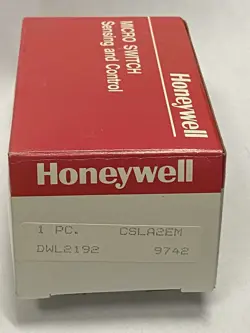 MICRO SWITCH
Sensing and Control
Honeywell
Honeywell
1 PC. CSLA2EM
DWL2192 9742